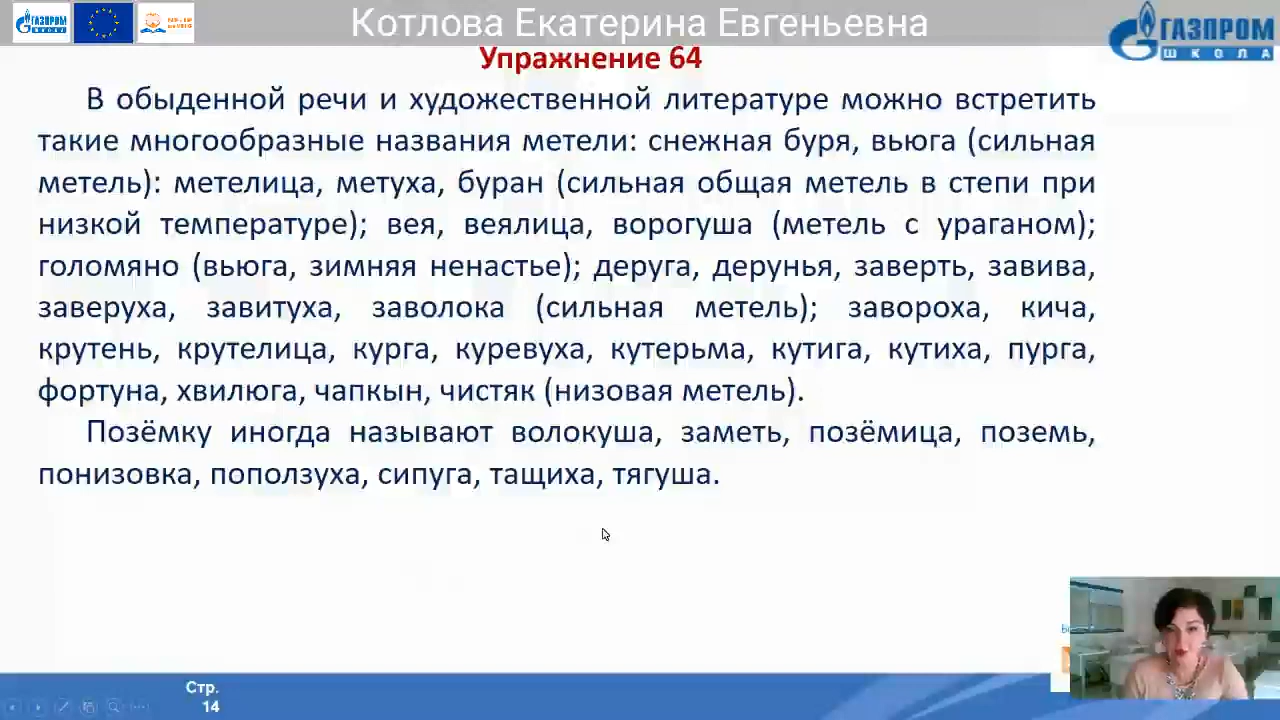 Котлова Екатерина Евгеньевна
ГАЗПРОМ
ШКОЛА
ГАЗПРОМ
ШКОЛА
Упражнение 64
В обыденной речи и художественной литературе можно встретить
такие многообразные названия метели: снежная буря, вьюга (сильная
метель): метелица, метуха, буран (сильная общая метель в степи при
низкой температуре); вея, веялица, ворогуша (метель с ураганом);
голомяно (вьюга, зимняя ненастье); деруга, дерунья, заверть, завива,
заверуха, завитуха, заволока (сильная метель); завороха, кича,
крутень, крутелица, курга, куревуха, кутерьма, кутига, кутиха, пурга,
фортуна, хвилюга, чапкын, чистяк (низовая метель).
Позёмку иногда называют волокуша, заметь, позёмица, поземь,
понизовка, поползуха, сипуга, тащиха, тягуша.
Стр.
14